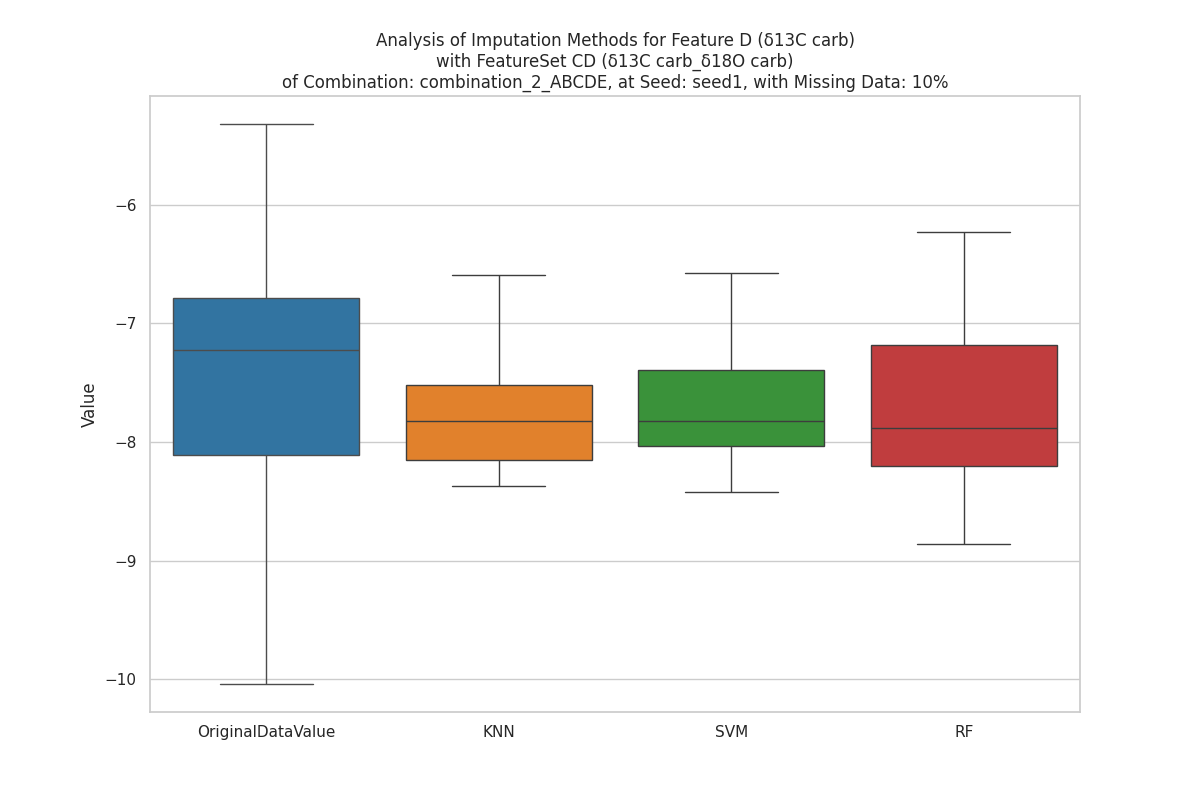 Analysis of Imputation Methods for Feature D (δ13C carb)
with FeatureSet CD (δ13C carb_δ18O carb)
of Combination: combination_2_ABCDE, at Seed: seed1, with Missing Data: 10%
−6
−7
−8
−9
−10
Value
OriginalDataValue
KNN
SVM
RF